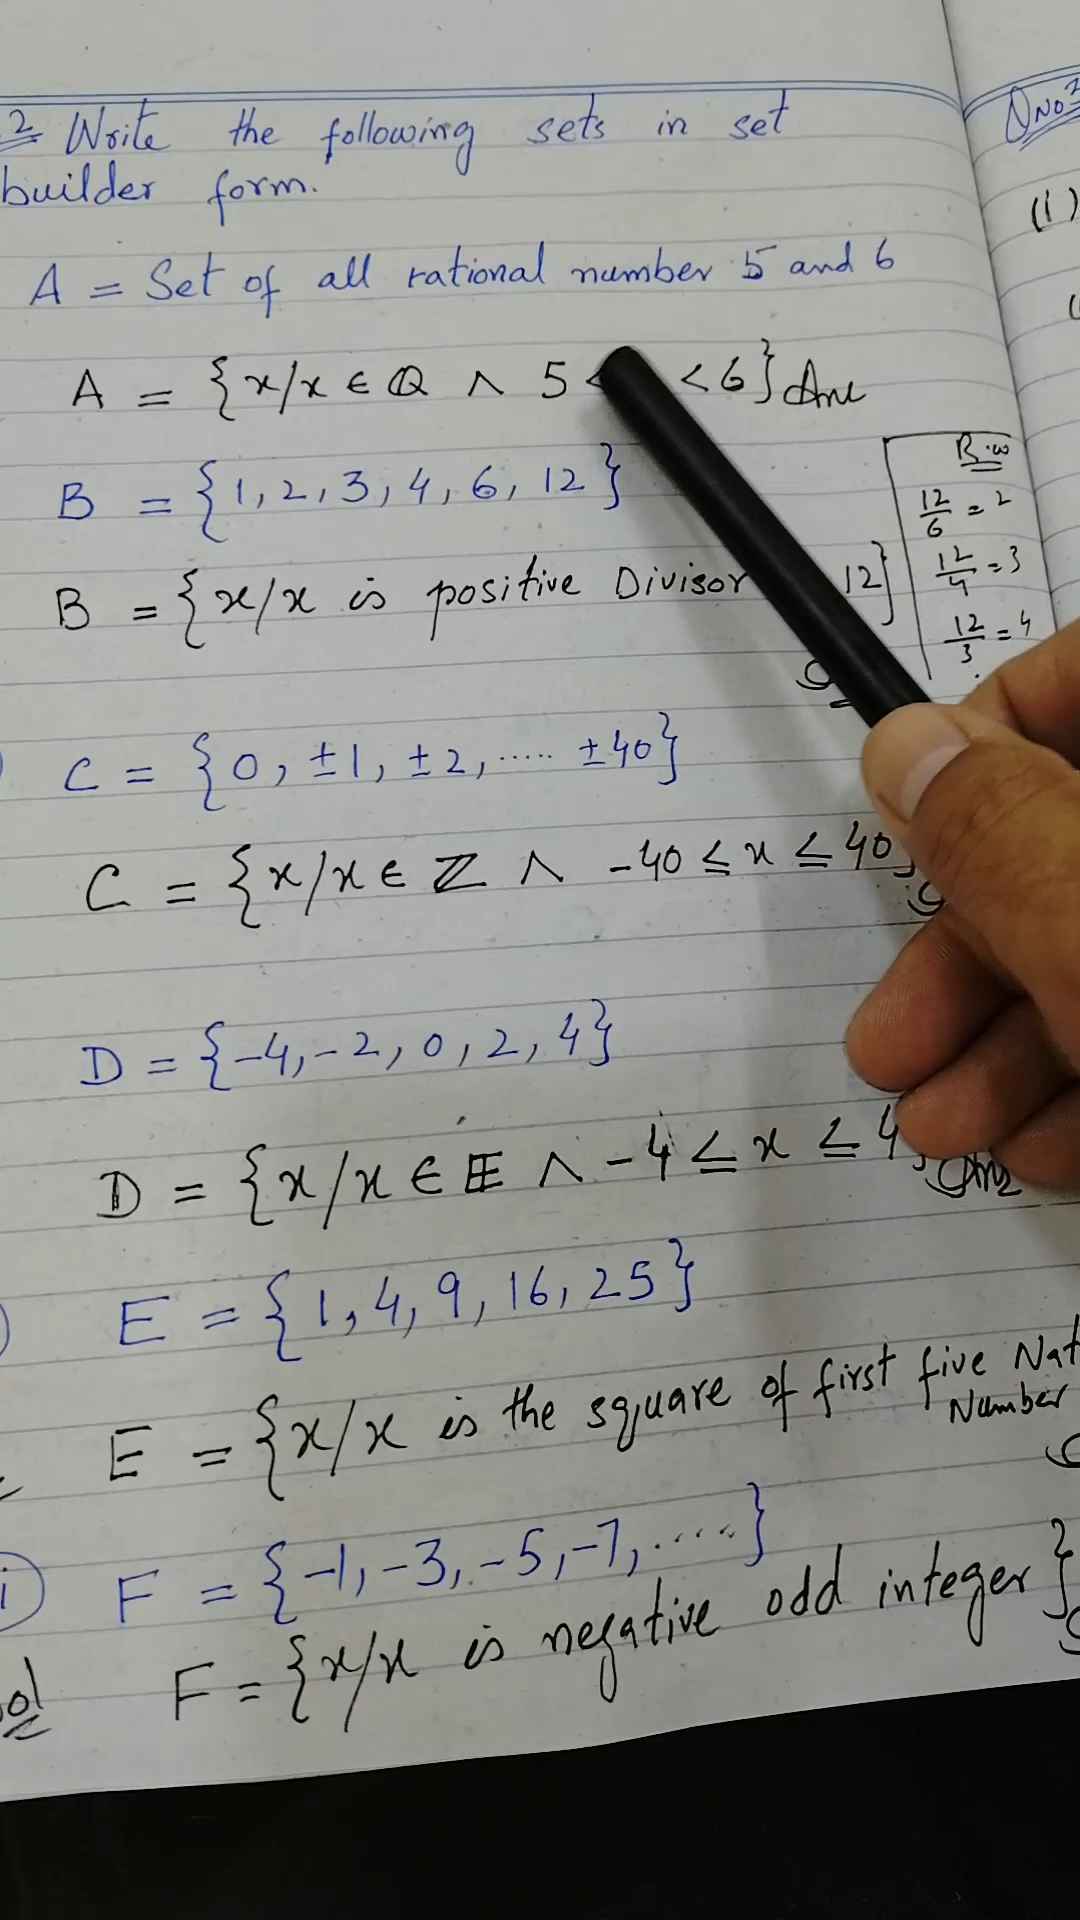 2 Write the following sets in set
builder form.
A = Set of all rational number 5 and 6
A = {x/x ∈ ℚ ∧ 5 < < 6} Ans
B = {1, 2, 3, 4, 6, 12}
B = {x/x is positive Divisor 12}
R.w
12/6 = 2
12/4 = 3
12/3 = 4
C = {0, ±1, ±2, ..... ±40}
C = {x/x ∈ ℤ ∧ -40 ≤ x ≤ 40}
D = {-4, -2, 0, 2, 4}
D = {x/x ∈ 𝔼 ∧ -4 ≤ x ≤ 4} Ans
E = {1, 4, 9, 16, 25}
E = {x/x is the square of first five Nat
Number
F = {-1, -3, -5, -7, .....}
F = {x/x is negative odd integer}
QNo
(i)